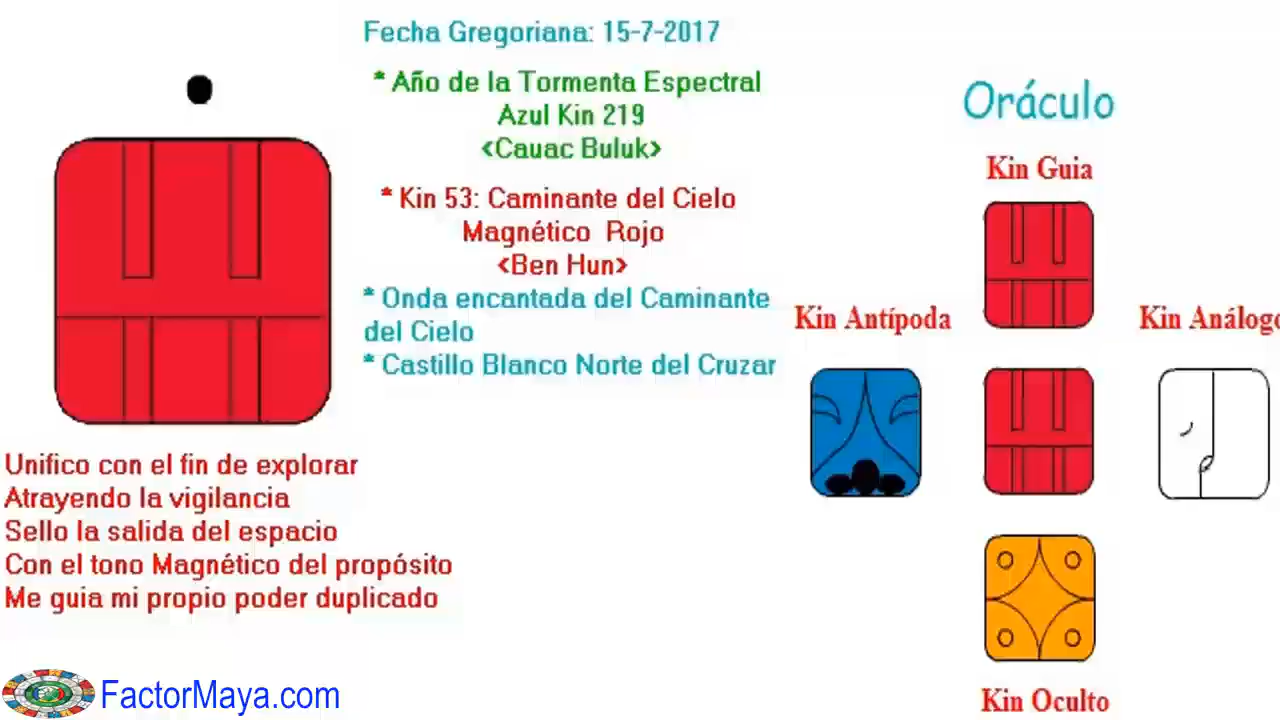 Fecha Gregoriana: 15-7-2017
* Año de la Tormenta Espectral
Azul Kin 219
<Cauac Buluk>
* Kin 53: Caminante del Cielo
Magnético Rojo
<Ben Hun>
* Onda encantada del Caminante
del Cielo
* Castillo Blanco Norte del Cruzar
Unifico con el fin de explorar
Atrayendo la vigilancia
Sello la salida del espacio
Con el tono Magnético del propósito
Me guia mi propio poder duplicado
FactorMaya.com
Oráculo
Kin Guia
Kin Antípoda
Kin Análogo
Kin Oculto